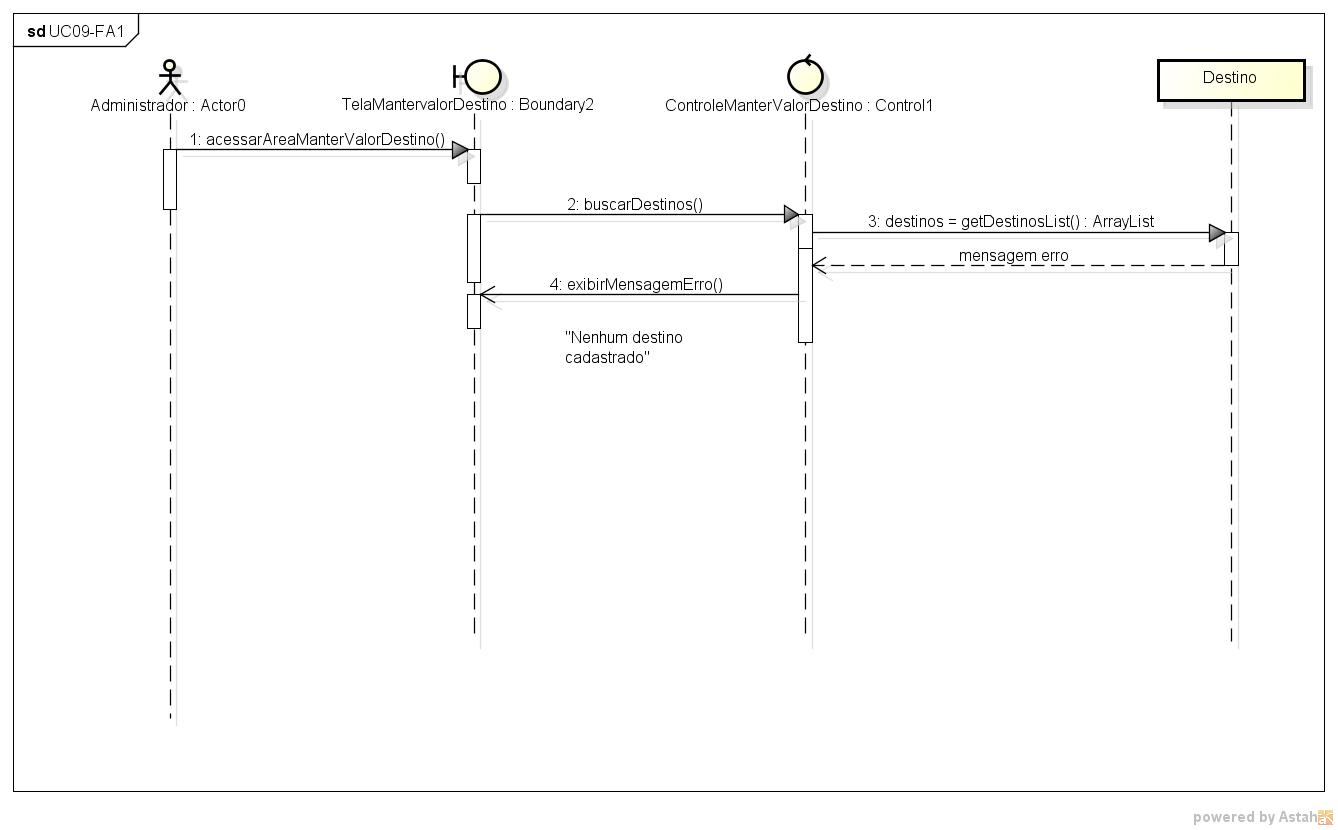 sd UC09-FA1
Administrador : Actor0
TelaMantervalorDestino : Boundary2
ControleManterValorDestino : Control1
Destino
1: acessarAreaManterValorDestino()
2: buscarDestinos()
3: destinos = getDestinosList() : ArrayList
mensagem erro
4: exibirMensagemErro()
"Nenhum destino
cadastrado"
powered by Astah